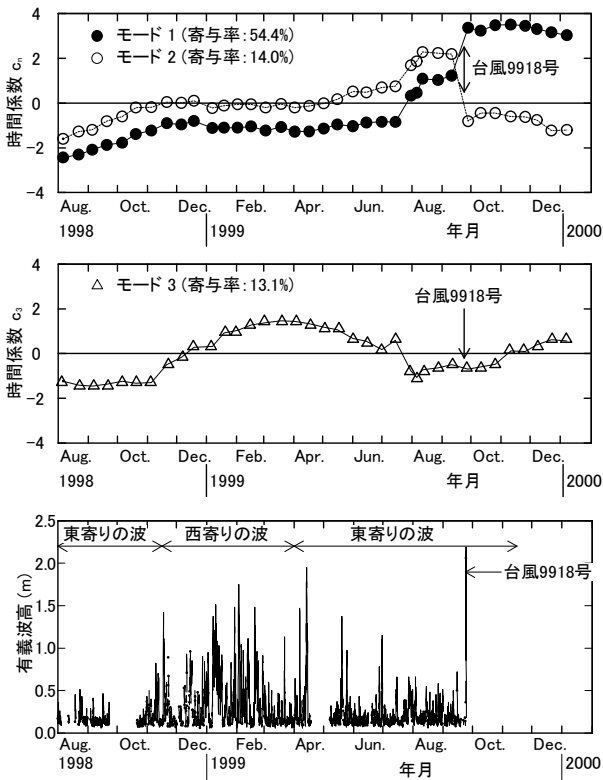 4
2
0
-2
-4
時間係数 cₙ
モード 1 (寄与率：54.4%)
モード 2 (寄与率：14.0%)
台風9918号
Aug. Oct. Dec. Feb. Apr. Jun. Aug. Oct. Dec.
1998 1999 年月 2000
4
2
0
-2
-4
時間係数 c₃
モード 3 (寄与率：13.1%)
台風9918号
Aug. Oct. Dec. Feb. Apr. Jun. Aug. Oct. Dec.
1998 1999 年月 2000
2.5
2.0
1.5
1.0
0.5
0.0
有義波高 (m)
東寄りの波 西寄りの波 東寄りの波
台風9918号
Aug. Oct. Dec. Feb. Apr. Jun. Aug. Oct. Dec.
1998 1999 年月 2000